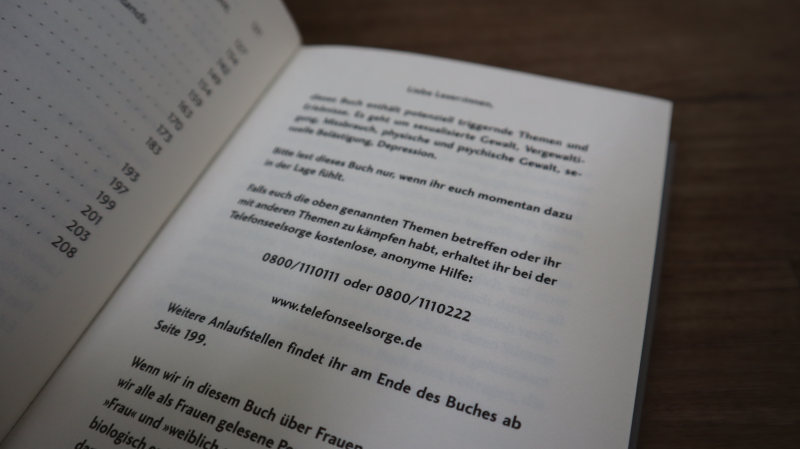 stands
163
170
173
183
193
197
199
201
203
208
Liebe Leser:innen,
dieses Buch enthält potenziell triggernde Themen und
Erlebnisse. Es geht um sexualisierte Gewalt, Vergewalti-
gung, Missbrauch, physische und psychische Gewalt, se-
xuelle Belästigung, Depression.
Bitte lest dieses Buch nur, wenn ihr euch momentan dazu
in der Lage fühlt.
Falls euch die oben genannten Themen betreffen oder ihr
mit anderen Themen zu kämpfen habt, erhaltet ihr bei der
Telefonseelsorge kostenlose, anonyme Hilfe:
0800/1110111 oder 0800/1110222
www.telefonseelsorge.de
Weitere Anlaufstellen findet ihr am Ende des Buches ab
Seite 199.
Wenn wir in diesem Buch über Frauen
wir alle als Frauen gelesene
»Frau« und »weiblich
biologisch